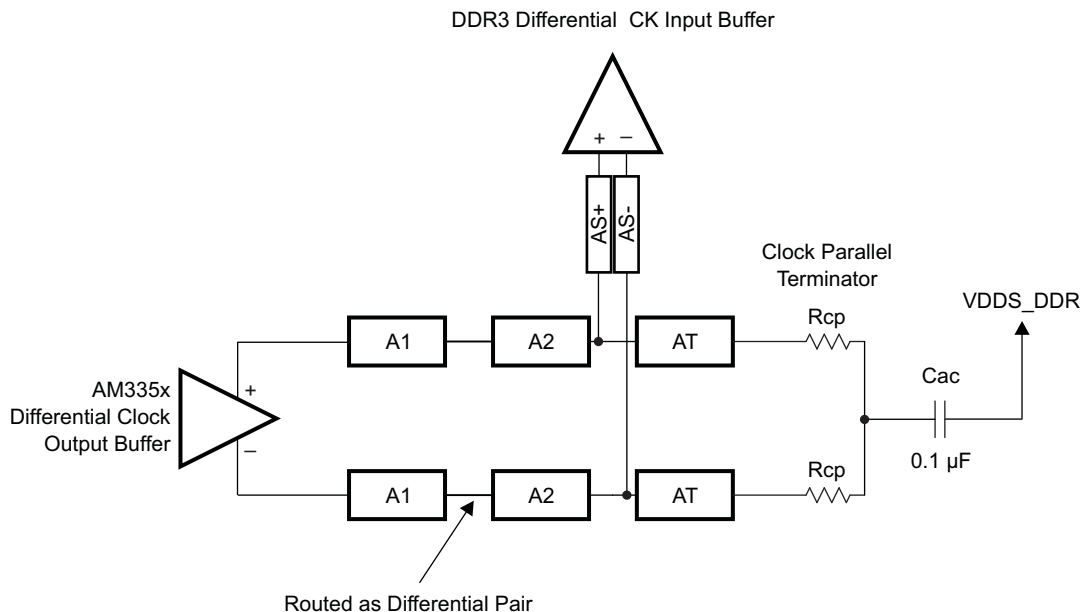 DDR3 Differential CK Input Buffer
+ −
AS+
AS-
Clock Parallel
Terminator
Rcp
VDDS_DDR
A1
A2
AT
AM335x
Differential Clock
Output Buffer
+
−
Cac
0.1 µF
Rcp
A1
A2
AT
Routed as Differential Pair